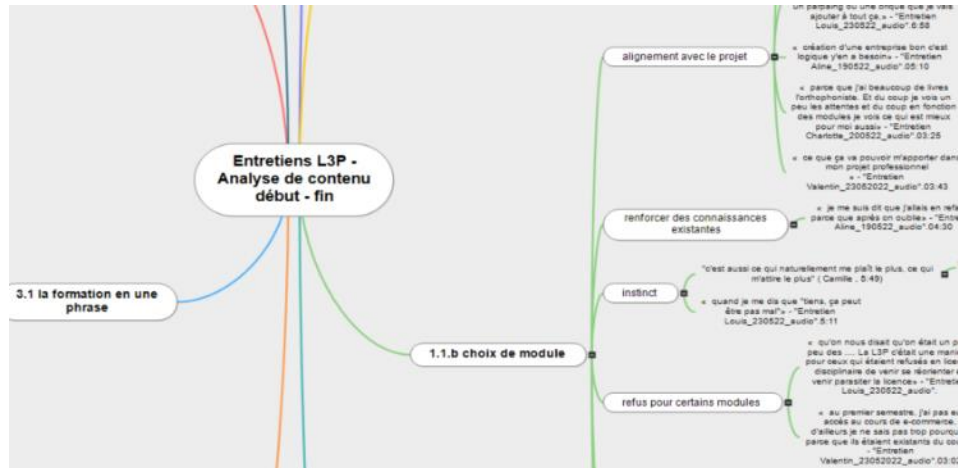 un parpaing ou une brique que je vais
ajouter à tout ça.» - "Entretien
Louis_230522_audio".6:58
alignement avec le projet
« création d'une entreprise bon c'est
logique y'en a besoin» - "Entretien
Aline_190522_audio".05:10
« parce que j'ai beaucoup de livres
l'orthophoniste. Et du coup je vois un
peu les attentes et du coup en fonction
des modules je vois ce qui est mieux
pour moi aussi» - "Entretien
Charlotte_200522_audio".03:25
« ce que ça va pouvoir m'apporter dans
mon projet professionnel
» - "Entretien
Valentin_23052022_audio".03:43
Entretiens L3P -
Analyse de contenu
début - fin
renforcer des connaissances
existantes
« je me suis dit que j'allais en
parce que après on oublie» -
Aline_190522_audio".04:30
3.1 la formation en une
phrase
instinct
"c'est aussi ce qui naturellement me plaît le plus, ce qui
m'attire le plus" ( Camille , 5:49)
« quand je me dis que "tiens, ça peut
être pas mal"» - "Entretien
Louis_230522_audio".5:11
1.1.b choix de module
refus pour certains modules
« qu'on nous disait qu'on était un
peu des .... La L3P c'était une
pour ceux qui étaient refusés en
disciplinaire de venir se réorienter
venir parasiter la licence» -
Louis_230522_audio".
« au premier semestre, j'ai pas
accès au cours de e-commerce,
d'ailleurs je ne sais pas trop
parce que ils étaient existants du
- "Entretien
Valentin_23052022_audio".03:03